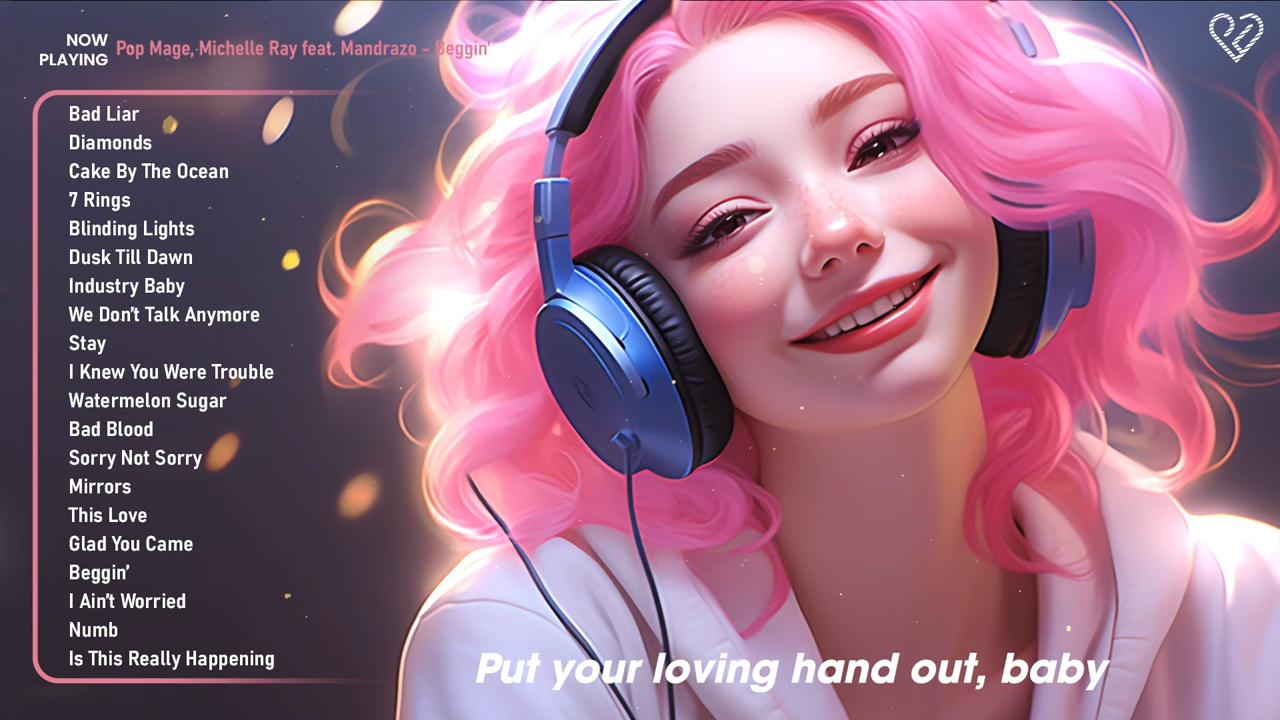 NOW
PLAYING
Pop Mage, Michelle Ray feat. Mandrazo - Beggin'
Bad Liar
Diamonds
Cake By The Ocean
7 Rings
Blinding Lights
Dusk Till Dawn
Industry Baby
We Don't Talk Anymore
Stay
I Knew You Were Trouble
Watermelon Sugar
Bad Blood
Sorry Not Sorry
Mirrors
This Love
Glad You Came
Beggin'
I Ain't Worried
Numb
Is This Really Happening
Put your loving hand out, baby